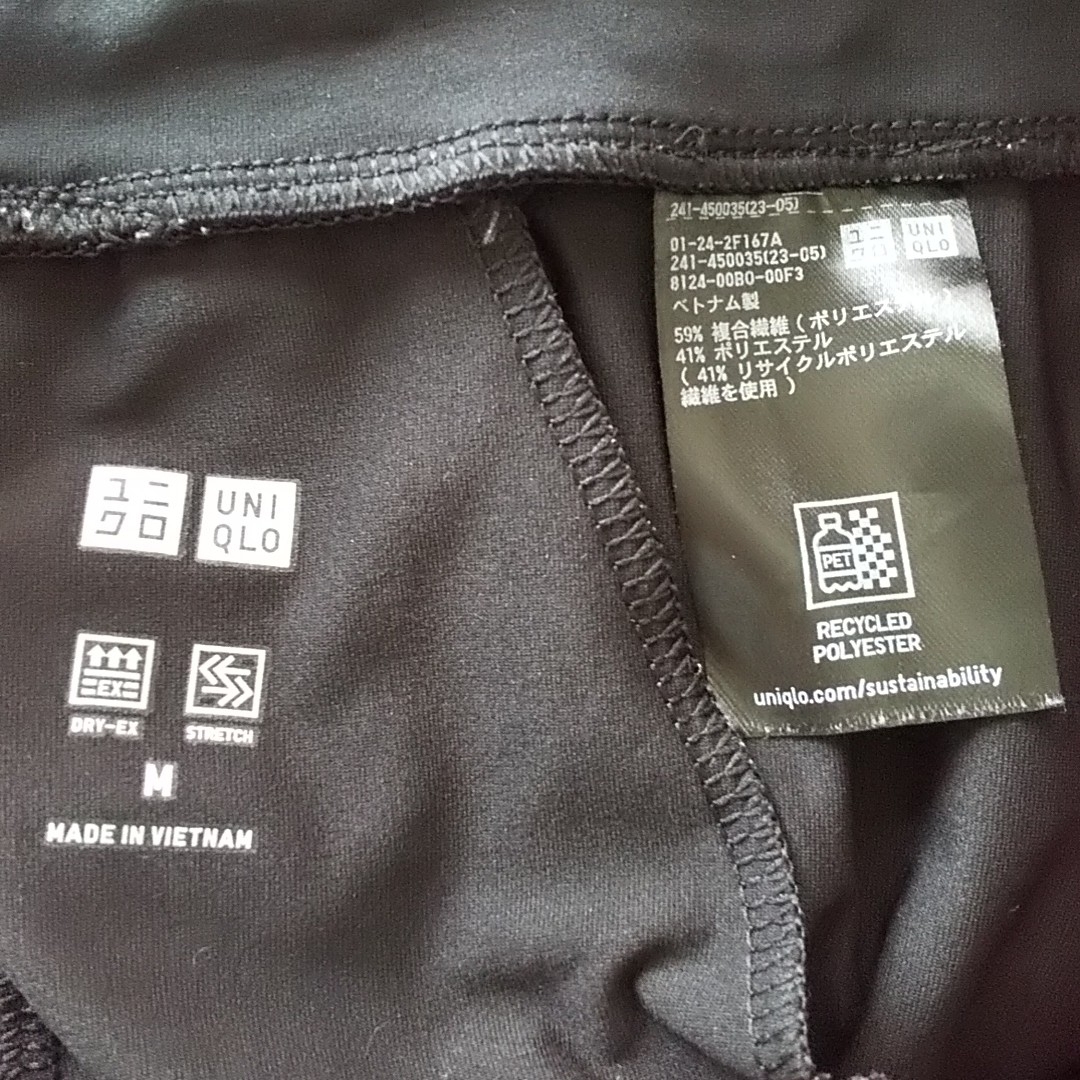 ユニ
クロ
UNI
QLO
EX
DRY-EX
STRETCH
M
MADE IN VIETNAM
241-450035(23-05)
01-24-2F167A
241-450035(23-05)
8124-00B0-00F3
ユニ
クロ
UNI
QLO
ベトナム製
59% 複合繊維 ( ポリエステル )
41% ポリエステル
( 41% リサイクルポリエステル
繊維を使用 )
PET
RECYCLED
POLYESTER
uniqlo.com/sustainability